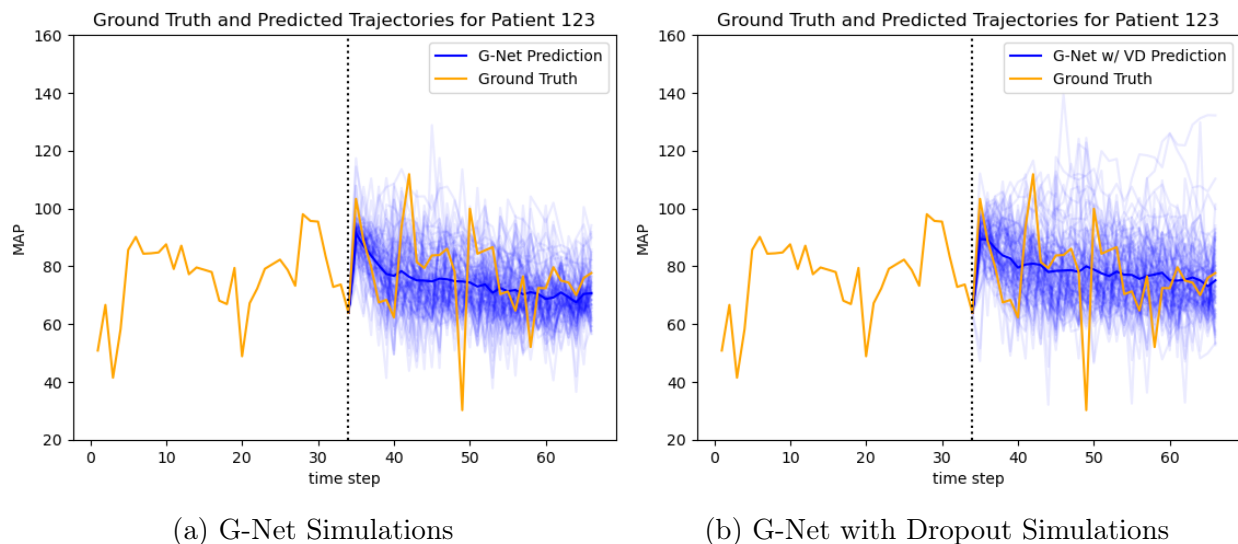 Ground Truth and Predicted Trajectories for Patient 123
160
140
120
100
80
60
40
20
MAP
G-Net Prediction
Ground Truth
0 10 20 30 40 50 60
time step
(a) G-Net Simulations
Ground Truth and Predicted Trajectories for Patient 123
160
140
120
100
80
60
40
20
MAP
G-Net w/ VD Prediction
Ground Truth
0 10 20 30 40 50 60
time step
(b) G-Net with Dropout Simulations